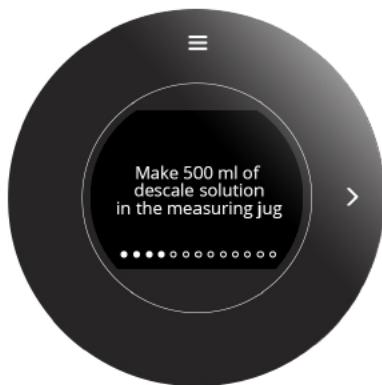 Make 500 ml of
descale solution
in the measuring jug